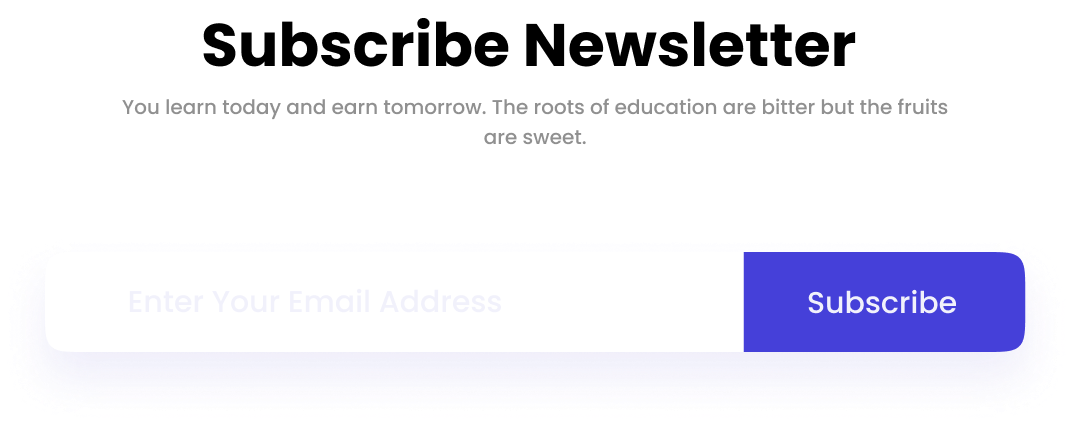 Subscribe Newsletter
You learn today and earn tomorrow. The roots of education are bitter but the fruits
are sweet.
Enter Your Email Address
Subscribe